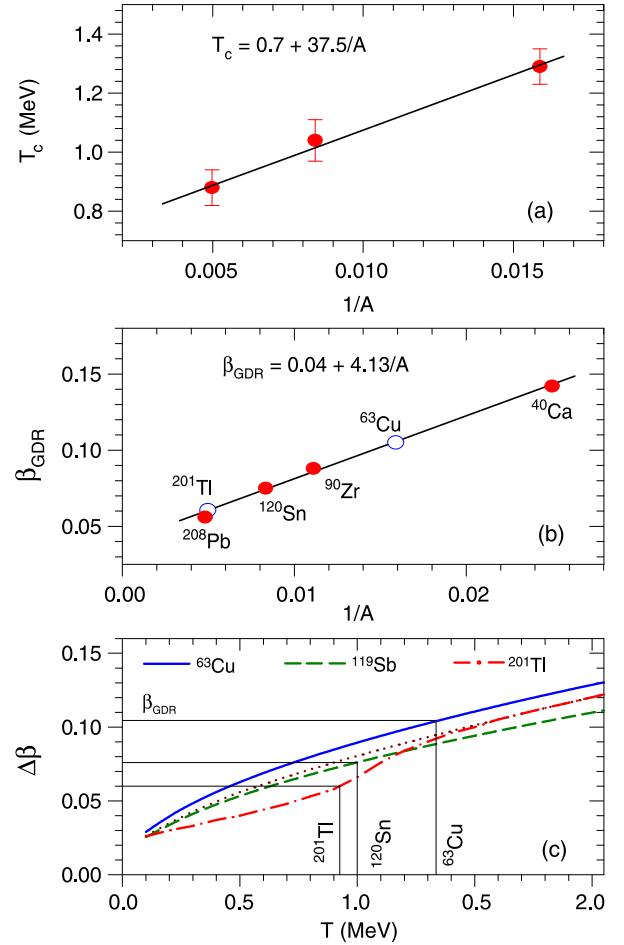 T_c = 0.7 + 37.5/A
T_c (MeV)
1.4
1.2
1.0
0.8
(a)
0.005 0.010 0.015
1/A
β_GDR = 0.04 + 4.13/A
β_GDR
0.15
0.10
0.05
⁴⁰Ca
⁶³Cu
⁹⁰Zr
²⁰¹Tl
¹²⁰Sn
²⁰⁸Pb
(b)
0.00 0.01 0.02
1/A
0.15
0.10
0.05
0.00
Δβ
⁶³Cu ¹¹⁹Sb ²⁰¹Tl
β_GDR
²⁰¹Tl
¹²⁰Sn
⁶³Cu
(c)
0.0 0.5 1.0 0.5 2.0
T (MeV)